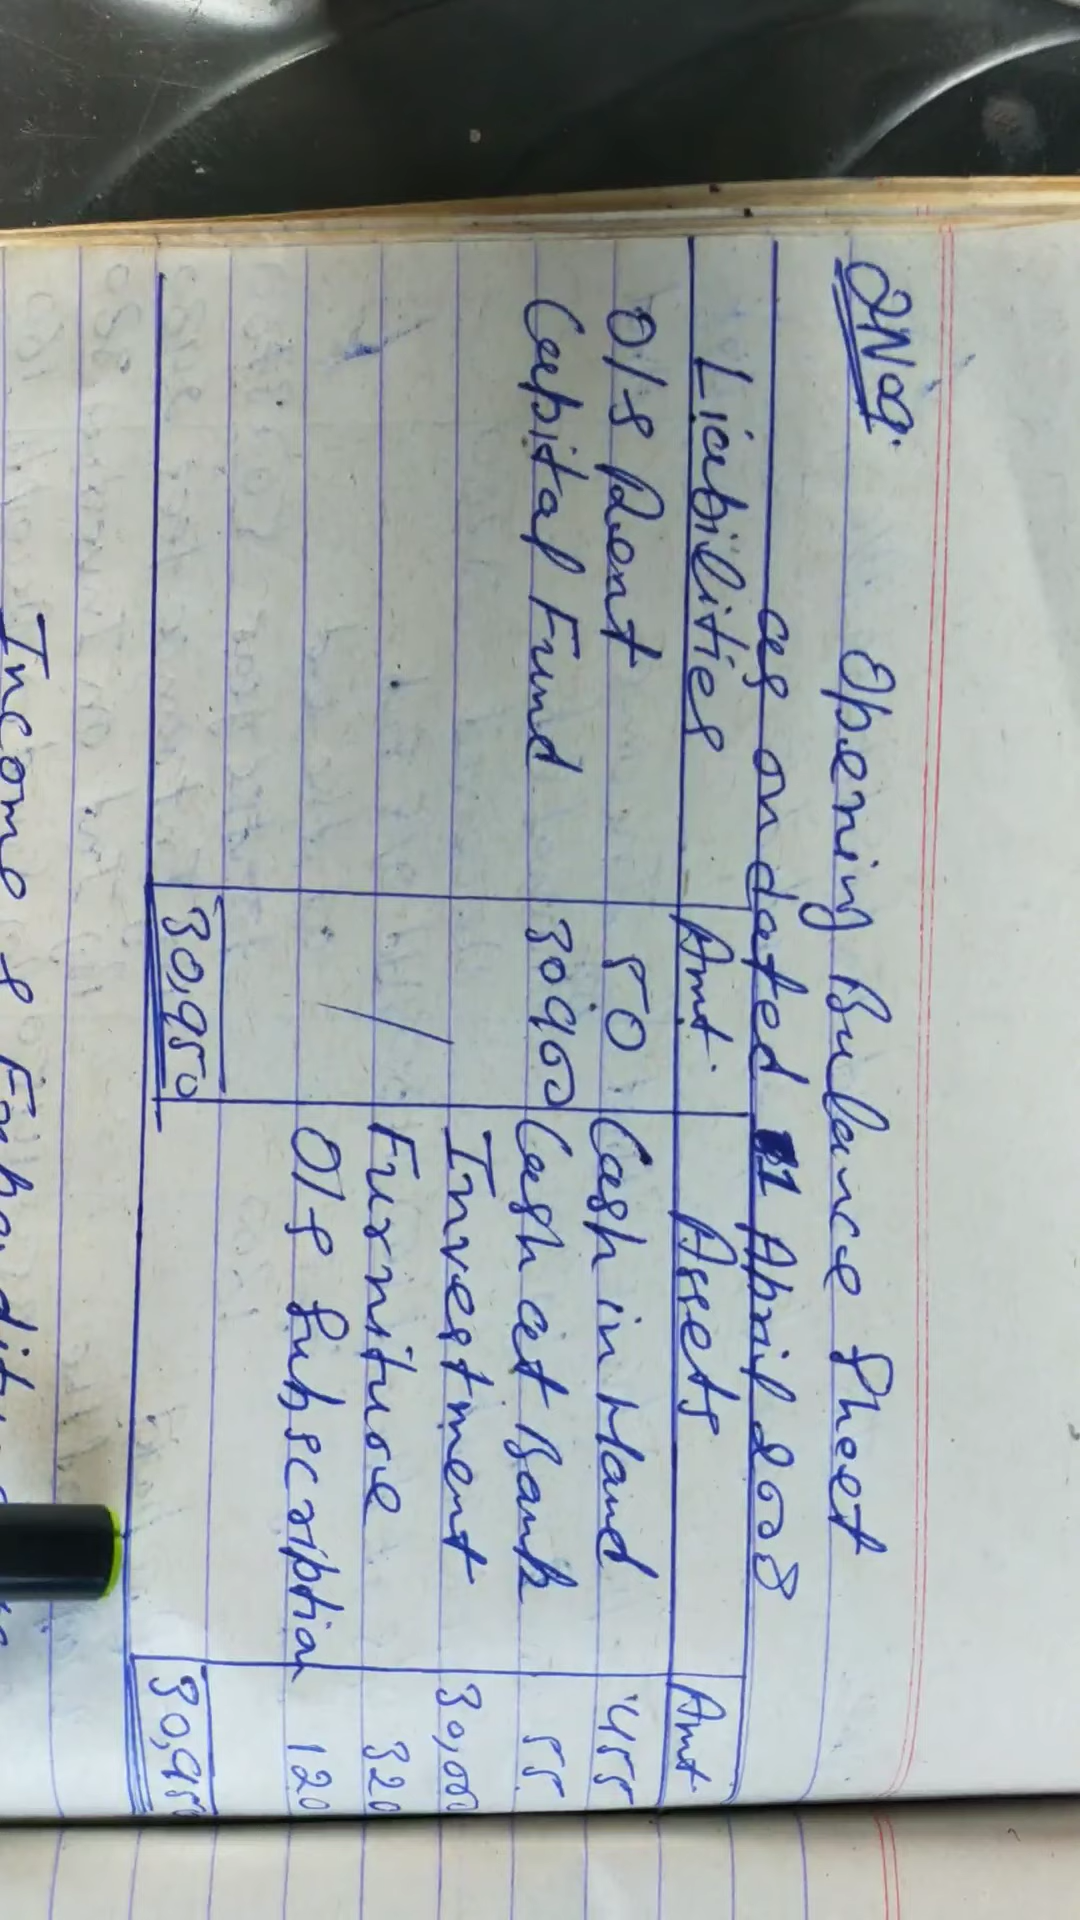 QN09.
Opening Balance Sheet
as on dated 1 April 2008
Liabilities Amt. Assets Amt.
O/s Rent 50 Cash in Hand 455
Capital Fund 30900 Cash at Bank 55
Investment 30,000
Furniture 320
O/s Subscription 120
30,950 30,950
Income &